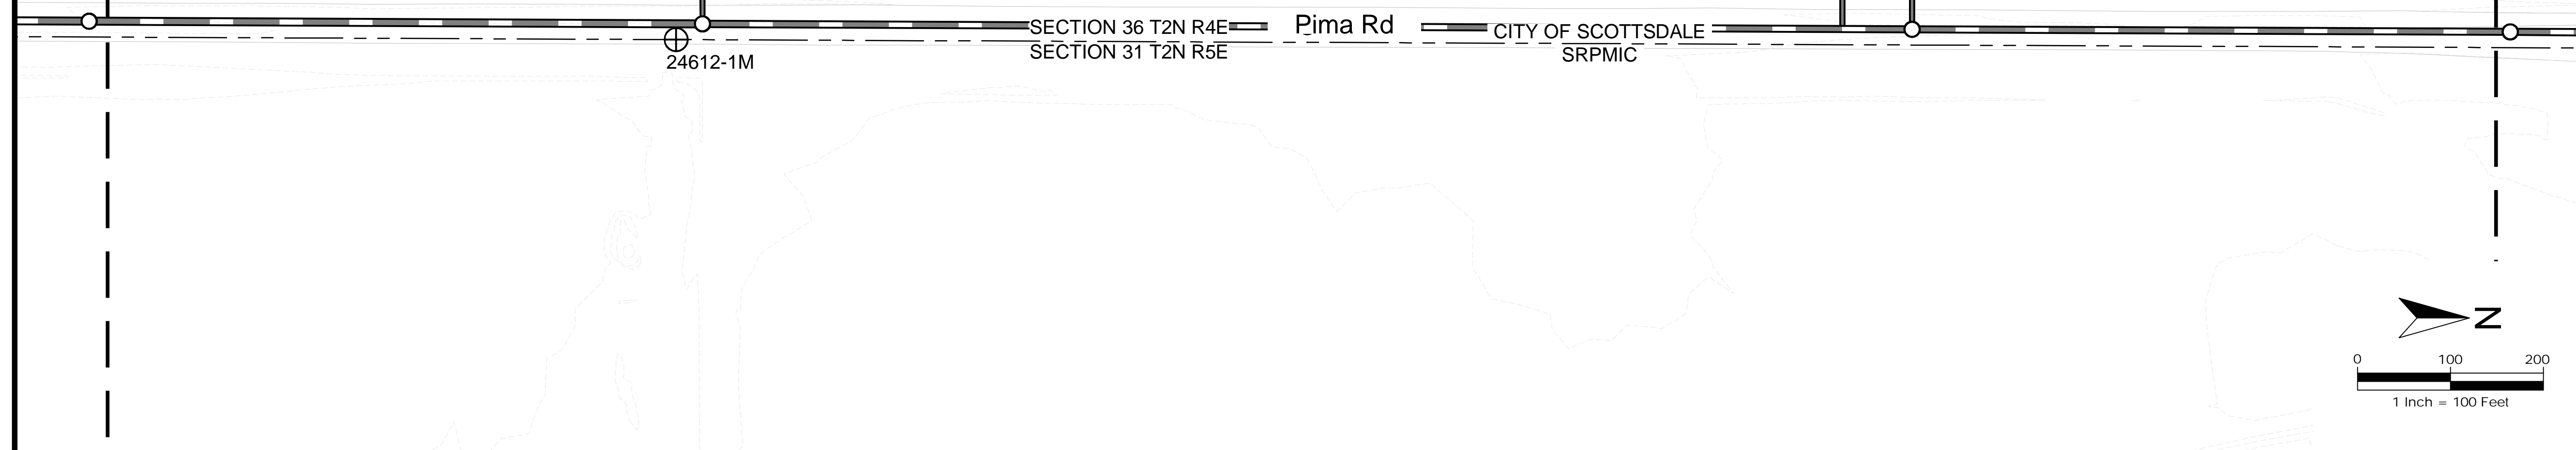 SECTION 36 T2N R4E
Pima Rd
CITY OF SCOTTSDALE
SECTION 31 T2N R5E
SRPMIC
24612-1M
N
0 100 200
1 Inch = 100 Feet